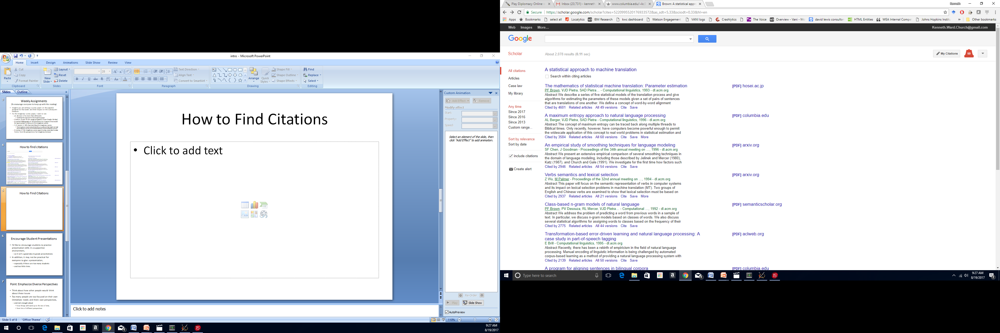 intro - Microsoft PowerPoint
Home Insert Design Animations Slide Show Review View
Paste
Cut
Copy
Format Painter
Clipboard
New Slide
Layout
Reset
Delete
Slides
28
Font
Text Direction
Align Text
Convert to SmartArt
Paragraph
Arrange
Quick Styles
Shape Fill
Shape Outline
Shape Effects
Drawing
Find
Replace
Select
Editing
Slides Outline
3
Weekly Assignments
(To encourage everyone to keep up with the reading)
4
How to find citations
5
How to Find Citations
6
Encourage Student Presentations
• I'd like to encourage students to practice
presentation skills in a supportive
environment,
– so it isn't a good idea to grade presentations
• In addition, it may not be practical for
everyone to give a presentation,
– especially if there are too many students
– and too little time.
7
Point: Emphasize Diverse Perspectives
• Think about how other people would think
about these issues
• Too many people are too focused on their own
immediate needs and there own perspectives,
– and not enough about
• how things will stand up to the test of time,
• from lots of different perspectives
How to Find Citations
• Click to add text
Click to add notes
Custom Animation
Add Effect Remove
Modify effect
Start:
Property:
Speed:
Select an element of the slide, then
click "Add Effect" to add animation.
Re-Order
Play Slide Show
AutoPreview
Slide 5 of 8 "Office Theme" 110%
15
9:27 AM
8/19/2017
Play Diplomacy Online Inbox (23,731) - kenneth www.columbia.edu/~kc3 Brown: A statistical appr Kenneth
Secure https://scholar.google.com/scholar?cites=5220995520176933572&as_sdt=5,33&sciodt=0,33&hl=en
Apps Bookmarks select all Localytics IBM Research kwc dashboard Watson Engagement VANI logs Crashlytics The Voice Overview - Vani - Mo david lewis consultan HTML Entities WEA Internal Compe Johns Hopkins Instit » Other bookmarks
Web Images More… Kenneth.Ward.Church@gmail.com
Google
Scholar About 2,078 results (0.11 sec) My Citations 50
All citations
Articles
Case law
My library
Any time
Since 2017
Since 2016
Since 2013
Custom range...
Sort by relevance
Sort by date
include citations
Create alert
A statistical approach to machine translation
Search within citing articles
The mathematics of statistical machine translation: Parameter estimation [PDF] hosei.ac.jp
PF Brown, VJD Pietra, SAD Pietra… - Computational linguistics, 1993 - dl.acm.org
Abstract We describe a series of five statistical models of the translation process and give
algorithms for estimating the parameters of these models given a set of pairs of sentences
that are translations of one another. We define a concept of word-by-word alignment
Cited by 4601 Related articles All 49 versions Cite Save
A maximum entropy approach to natural language processing [PDF] columbia.edu
AL Berger, VJD Pietra, SAD Pietra - Computational linguistics, 1996 - dl.acm.org
Abstract The concept of maximum entropy can be traced back along multiple threads to
Biblical times. Only recently, however, have computers become powerful enough to permit
the widescale application of this concept to real world problems in statistical estimation and
Cited by 3584 Related articles All 68 versions Cite Save More
An empirical study of smoothing techniques for language modeling [PDF] arxiv.org
SF Chen, J Goodman - Proceedings of the 34th annual meeting on …, 1996 - dl.acm.org
Abstract We present an extensive empirical comparison of several smoothing techniques in
the domain of language modeling, including those described by Jelinek and Mercer (1980),
Katz (1987), and Church and Gale (1991). We investigate for the first time how factors such
Cited by 2946 Related articles All 54 versions Cite Save
Verbs semantics and lexical selection [PDF] arxiv.org
Z Wu, M Palmer - Proceedings of the 32nd annual meeting on …, 1994 - dl.acm.org
Abstract This paper will focus on the semantic representation of verbs in computer systems
and its impact on lexical selection problems in machine translation (MT). Two groups of
English and Chinese verbs are examined to show that lexical selection must be based on
Cited by 2937 Related articles All 21 versions Cite Save More
Class-based n-gram models of natural language [PDF] semanticscholar.org
PF Brown, PV Desouza, RL Mercer, VJD Pietra… - Computational …, 1992 - dl.acm.org
Abstract We address the problem of predicting a word from previous words in a sample of
text. In particular, we discuss n-gram models based on classes of words. We also discuss
several statistical algorithms for assigning words to classes based on the frequency of their
Cited by 2775 Related articles All 44 versions Cite Save
Transformation-based error-driven learning and natural language processing: A [PDF] aclweb.org
case study in part-of-speech tagging
E Brill - Computational linguistics, 1995 - dl.acm.org
Abstract Recently, there has been a rebirth of empiricism in the field of natural language
processing. Manual encoding of linguistic information is being challenged by automated
corpus-based learning as a method of providing a natural language processing system with
Cited by 2139 Related articles All 50 versions Cite Save
A program for aligning sentences in bilingual corpora [PDF] columbia.edu
Type here to search
15
9:27 AM
8/19/2017
2